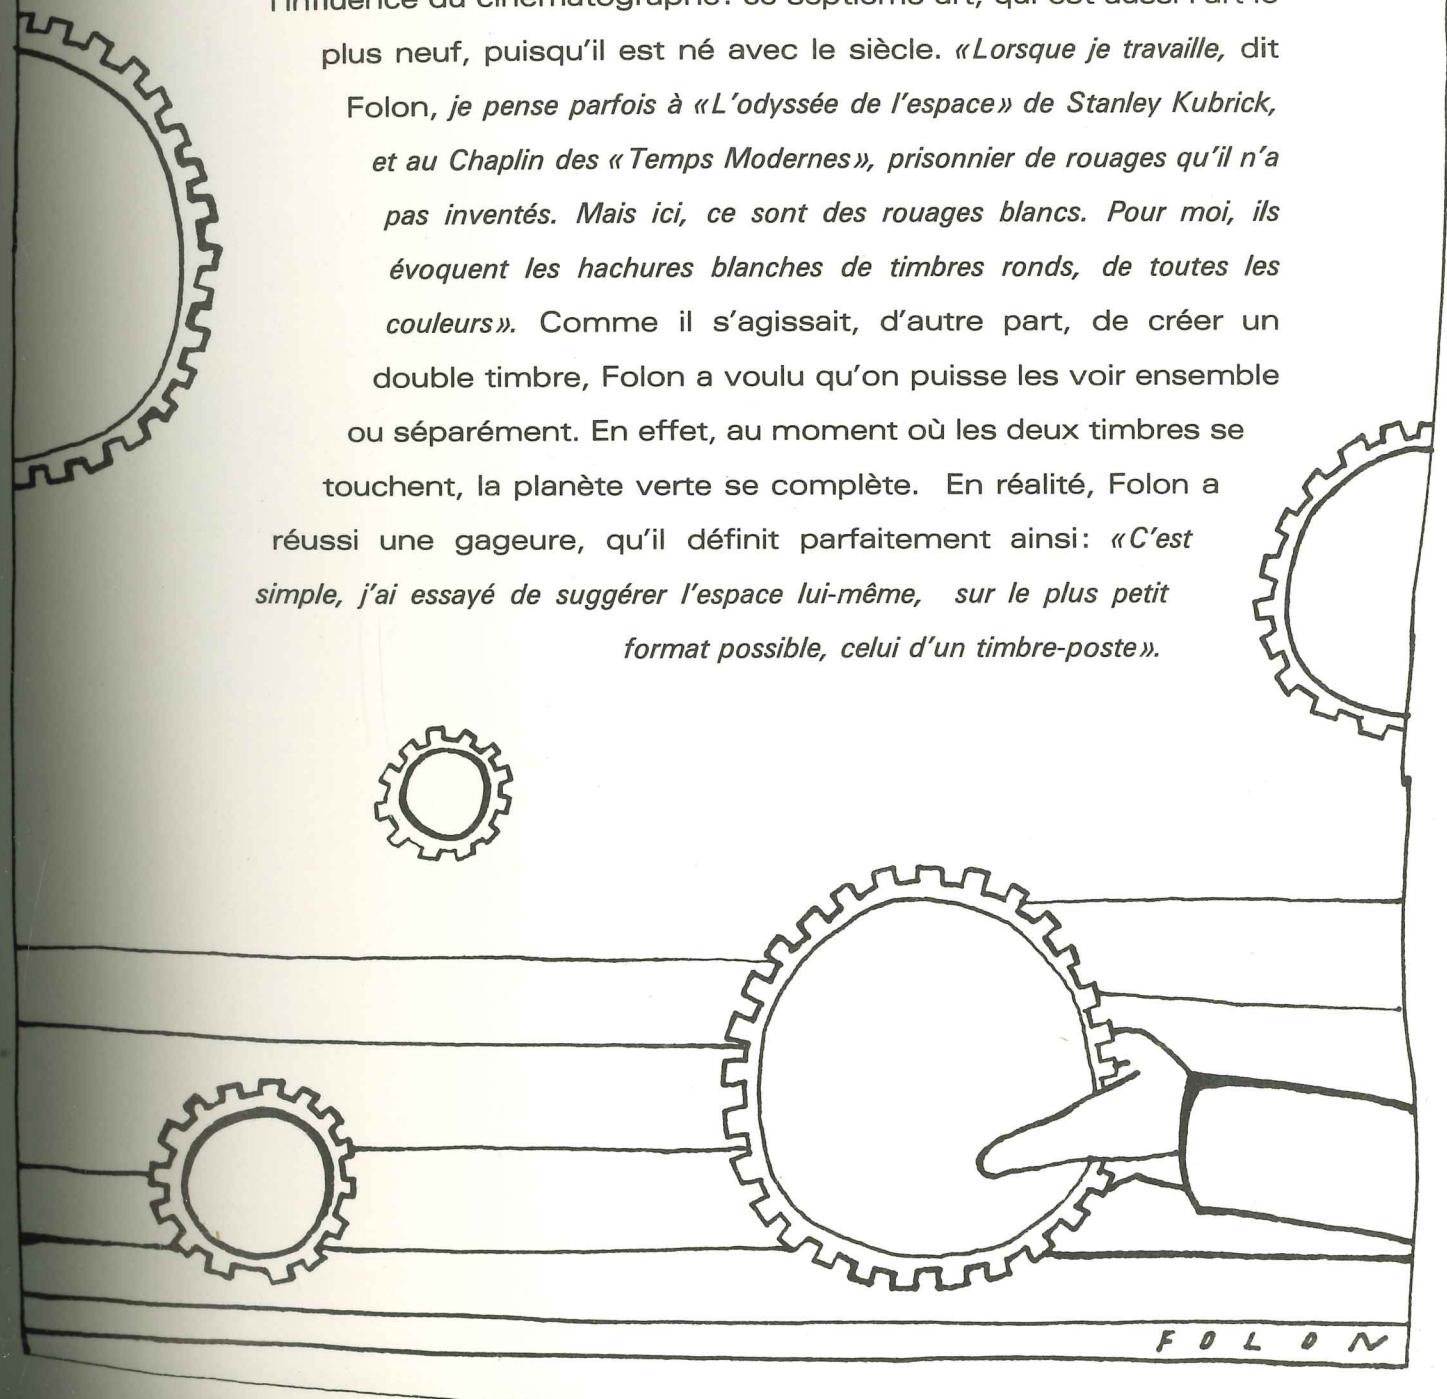 plus neuf, puisqu'il est né avec le siècle. «Lorsque je travaille, dit
Folon, je pense parfois à «L'odyssée de l'espace» de Stanley Kubrick,
et au Chaplin des «Temps Modernes», prisonnier de rouages qu'il n'a
pas inventés. Mais ici, ce sont des rouages blancs. Pour moi, ils
évoquent les hachures blanches de timbres ronds, de toutes les
couleurs». Comme il s'agissait, d'autre part, de créer un
double timbre, Folon a voulu qu'on puisse les voir ensemble
ou séparément. En effet, au moment où les deux timbres se
touchent, la planète verte se complète. En réalité, Folon a
réussi une gageure, qu'il définit parfaitement ainsi: «C'est
simple, j'ai essayé de suggérer l'espace lui-même, sur le plus petit
format possible, celui d'un timbre-poste».
FOLON